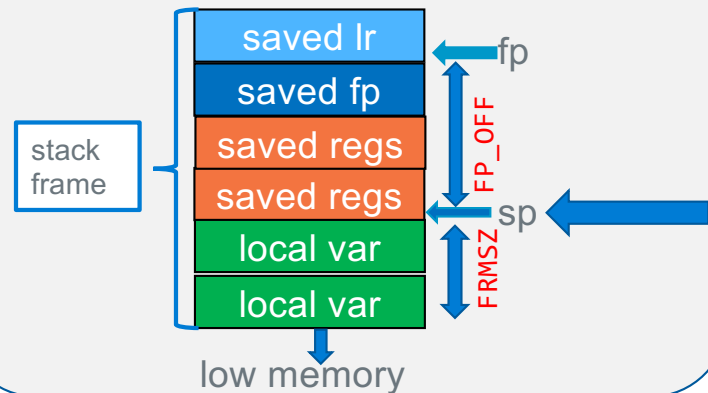 saved lr
fp
saved fp
saved regs
FP_OFF
stack
frame
saved regs
sp
local var
FRMSZ
local var
low memory